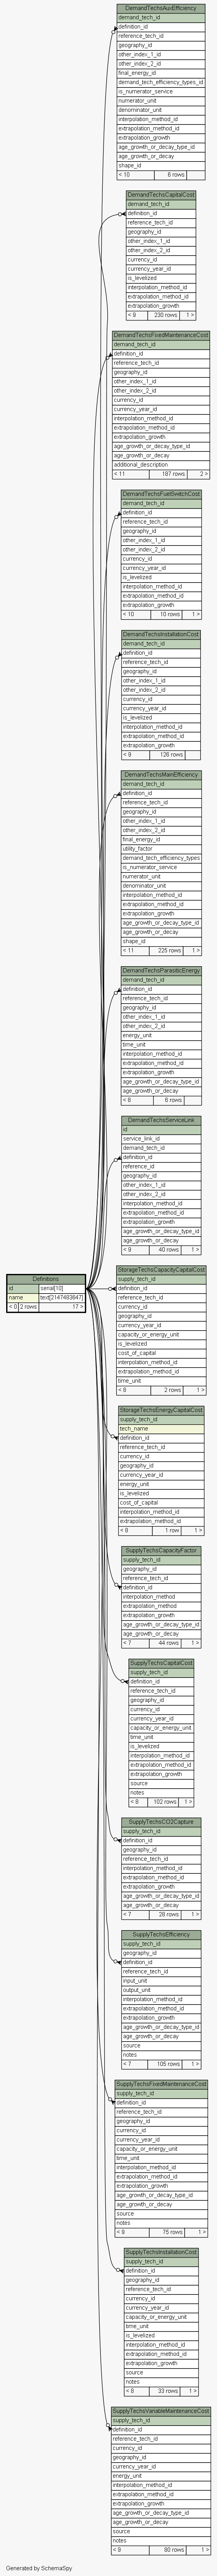 DemandTechsAuxEfficiency
demand_tech_id
definition_id
reference_tech_id
geography_id
other_index_1_id
other_index_2_id
final_energy_id
demand_tech_efficiency_types_id
is_numerator_service
numerator_unit
denominator_unit
interpolation_method_id
extrapolation_method_id
extrapolation_growth
age_growth_or_decay_type_id
age_growth_or_decay
shape_id
< 10 6 rows
DemandTechsCapitalCost
demand_tech_id
definition_id
reference_tech_id
geography_id
other_index_1_id
other_index_2_id
currency_id
currency_year_id
is_levelized
interpolation_method_id
extrapolation_method_id
extrapolation_growth
< 9 230 rows 1 >
DemandTechsFixedMaintenanceCost
demand_tech_id
definition_id
reference_tech_id
geography_id
other_index_1_id
other_index_2_id
currency_id
currency_year_id
interpolation_method_id
extrapolation_method_id
extrapolation_growth
age_growth_or_decay_type_id
age_growth_or_decay
additional_description
< 11 187 rows 2 >
DemandTechsFuelSwitchCost
demand_tech_id
definition_id
reference_tech_id
geography_id
other_index_1_id
other_index_2_id
currency_id
currency_year_id
is_levelized
interpolation_method_id
extrapolation_method_id
extrapolation_growth
< 10 10 rows 1 >
DemandTechsInstallationCost
demand_tech_id
definition_id
reference_tech_id
geography_id
other_index_1_id
other_index_2_id
currency_id
currency_year_id
is_levelized
interpolation_method_id
extrapolation_method_id
extrapolation_growth
< 9 128 rows
DemandTechsMainEfficiency
demand_tech_id
definition_id
reference_tech_id
geography_id
other_index_1_id
other_index_2_id
final_energy_id
utility_factor
demand_tech_efficiency_types
is_numerator_service
numerator_unit
denominator_unit
interpolation_method_id
extrapolation_method_id
extrapolation_growth
age_growth_or_decay_type_id
age_growth_or_decay
shape_id
< 11 225 rows 1 >
DemandTechsParasiticEnergy
demand_tech_id
definition_id
reference_tech_id
geography_id
other_index_1_id
other_index_2_id
energy_unit
time_unit
interpolation_method_id
extrapolation_method_id
extrapolation_growth
age_growth_or_decay_type_id
age_growth_or_decay
< 8 6 rows
DemandTechsServiceLink
id
service_link_id
demand_tech_id
definition_id
reference_id
geography_id
other_index_1_id
other_index_2_id
interpolation_method_id
extrapolation_method_id
extrapolation_growth
age_growth_or_decay_type_id
age_growth_or_decay
< 9 40 rows 1 >
Definitions
id serial[10]
name text[2147483647]
< 0 2 rows 17 >
StorageTechsCapacityCapitalCost
supply_tech_id
definition_id
reference_tech_id
currency_id
geography_id
currency_year_id
capacity_or_energy_unit
is_levelized
cost_of_capital
interpolation_method_id
extrapolation_method_id
time_unit
< 8 2 rows 1 >
StorageTechsEnergyCapitalCost
supply_tech_id
tech_name
definition_id
reference_tech_id
currency_id
geography_id
currency_year_id
energy_unit
is_levelized
cost_of_capital
interpolation_method_id
extrapolation_method_id
< 8 1 row 1 >
SupplyTechsCapacityFactor
supply_tech_id
geography_id
reference_tech_id
definition_id
interpolation_method
extrapolation_method
extrapolation_growth
age_growth_or_decay_type_id
age_growth_or_decay
< 7 44 rows 1 >
SupplyTechsCapitalCost
supply_tech_id
definition_id
reference_tech_id
geography_id
currency_id
currency_year_id
capacity_or_energy_unit
time_unit
is_levelized
interpolation_method_id
extrapolation_method_id
extrapolation_growth
source
notes
< 8 102 rows 1 >
SupplyTechsCO2Capture
supply_tech_id
definition_id
geography_id
reference_tech_id
interpolation_method_id
extrapolation_method_id
extrapolation_growth
age_growth_or_decay_type_id
age_growth_or_decay
< 7 28 rows 1 >
SupplyTechsEfficiency
supply_tech_id
geography_id
definition_id
reference_tech_id
input_unit
output_unit
interpolation_method_id
extrapolation_method_id
extrapolation_growth
age_growth_or_decay_type_id
age_growth_or_decay
source
notes
< 7 105 rows 1 >
SupplyTechsFixedMaintenanceCost
supply_tech_id
definition_id
reference_tech_id
geography_id
currency_id
currency_year_id
capacity_or_energy_unit
time_unit
interpolation_method_id
extrapolation_method_id
extrapolation_growth
age_growth_or_decay_type_id
age_growth_or_decay
source
notes
< 9 75 rows 1 >
SupplyTechsInstallationCost
supply_tech_id
definition_id
geography_id
reference_tech_id
currency_id
currency_year_id
capacity_or_energy_unit
time_unit
is_levelized
interpolation_method_id
extrapolation_method_id
extrapolation_growth
source
notes
< 8 33 rows 1 >
SupplyTechsVariableMaintenanceCost
supply_tech_id
definition_id
reference_tech_id
currency_id
geography_id
currency_year_id
energy_unit
interpolation_method_id
extrapolation_method_id
extrapolation_growth
age_growth_or_decay_type_id
age_growth_or_decay
source
notes
< 8 80 rows 1 >
Generated by SchemaSpy